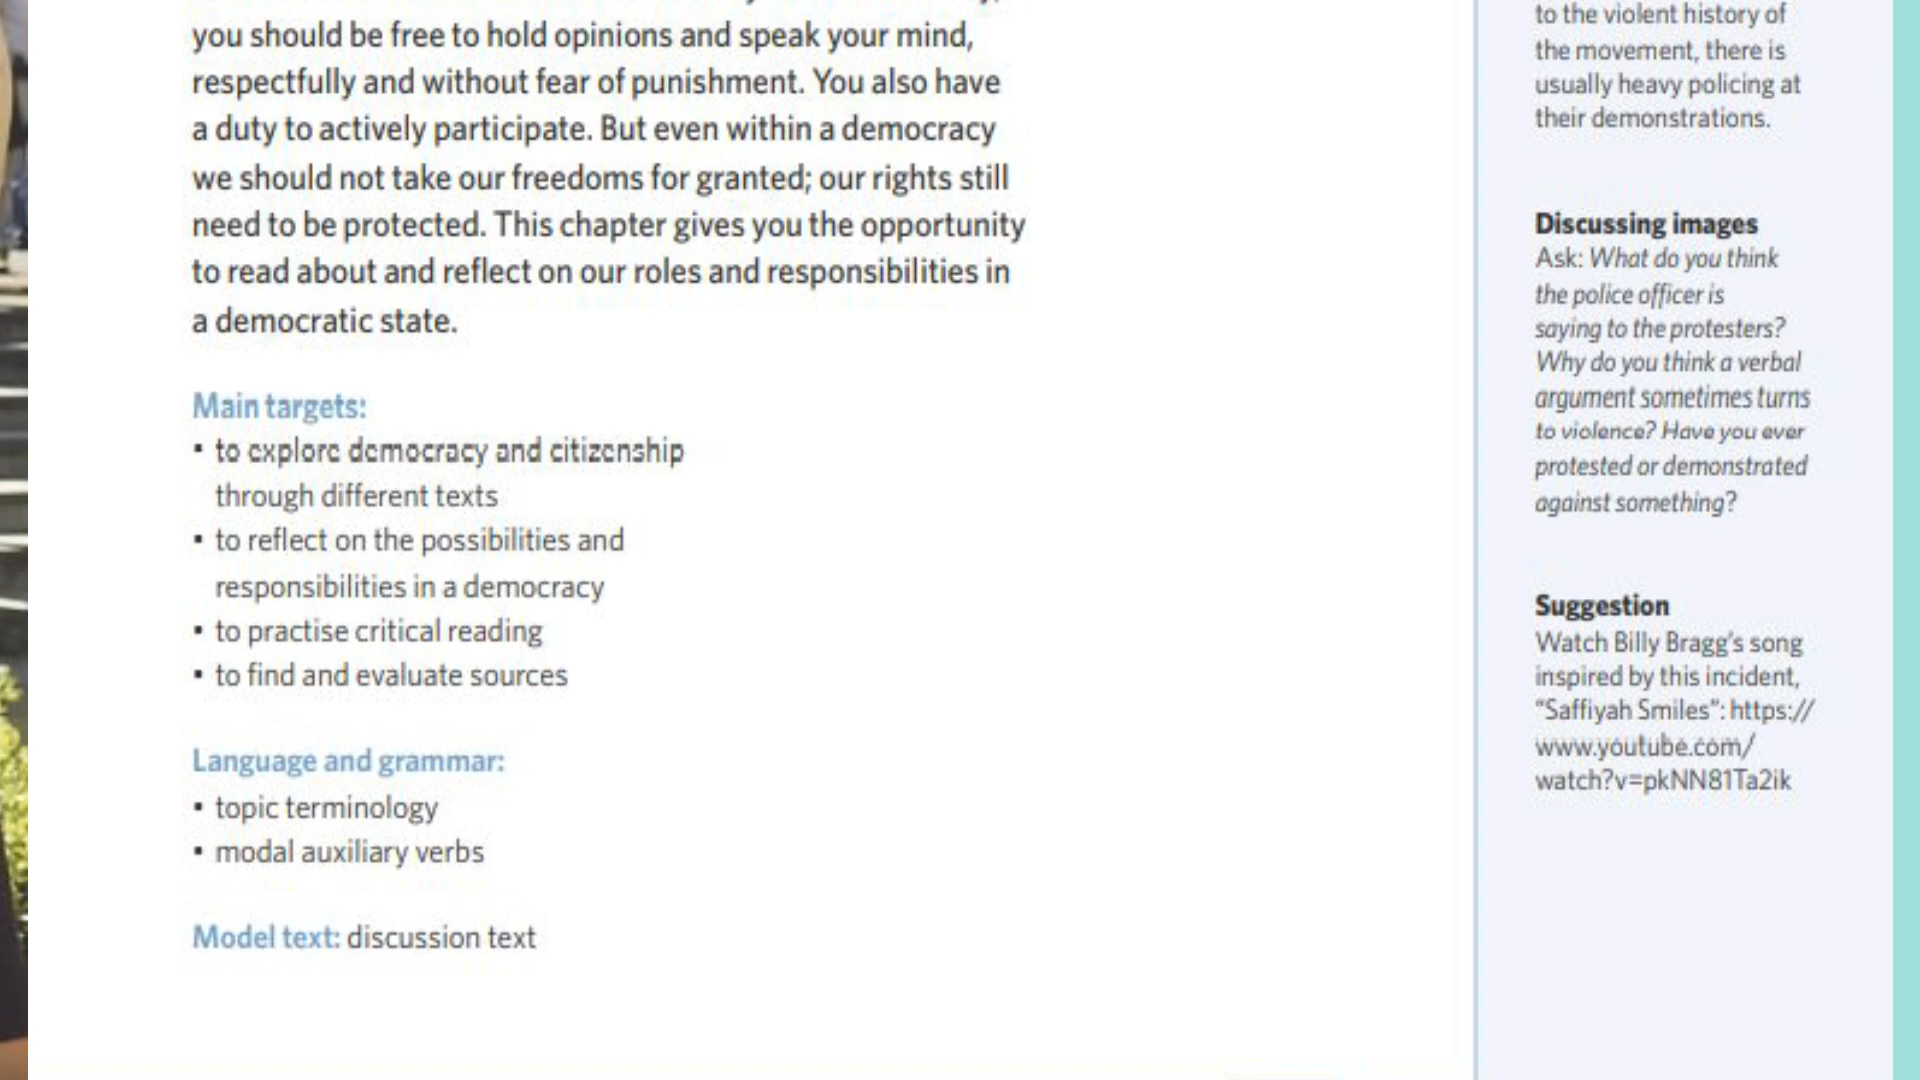 you should be free to hold opinions and speak your mind,
respectfully and without fear of punishment. You also have
a duty to actively participate. But even within a democracy
we should not take our freedoms for granted; our rights still
need to be protected. This chapter gives you the opportunity
to read about and reflect on our roles and responsibilities in
a democratic state.
Main targets:
• to explore democracy and citizenship
through different texts
• to reflect on the possibilities and
responsibilities in a democracy
• to practise critical reading
• to find and evaluate sources
Language and grammar:
• topic terminology
• modal auxiliary verbs
Model text: discussion text
to the violent history of
the movement, there is
usually heavy policing at
their demonstrations.
Discussing images
Ask: What do you think
the police officer is
saying to the protesters?
Why do you think a verbal
argument sometimes turns
to violence? Have you ever
protested or demonstrated
against something?
Suggestion
Watch Billy Bragg's song
inspired by this incident,
"Saffiyah Smiles": https://
www.youtube.com/
watch?v=pkNN81Ta2ik